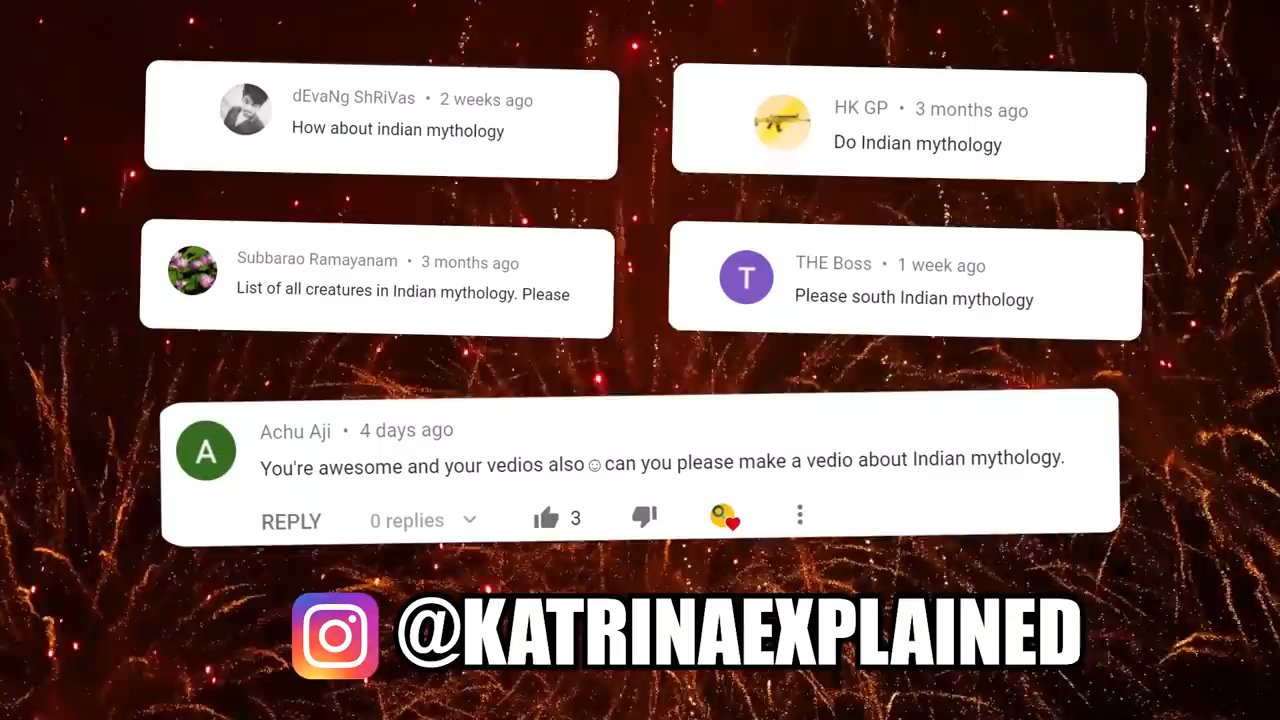 dEvaNg ShRiVas • 2 weeks ago
How about indian mythology
HK GP • 3 months ago
Do Indian mythology
Subbarao Ramayanam • 3 months ago
List of all creatures in Indian mythology. Please
T
THE Boss • 1 week ago
Please south Indian mythology
A
Achu Aji • 4 days ago
You're awesome and your vedios also☺can you please make a vedio about Indian mythology.
REPLY 0 replies 3
@KATRINAEXPLAINED